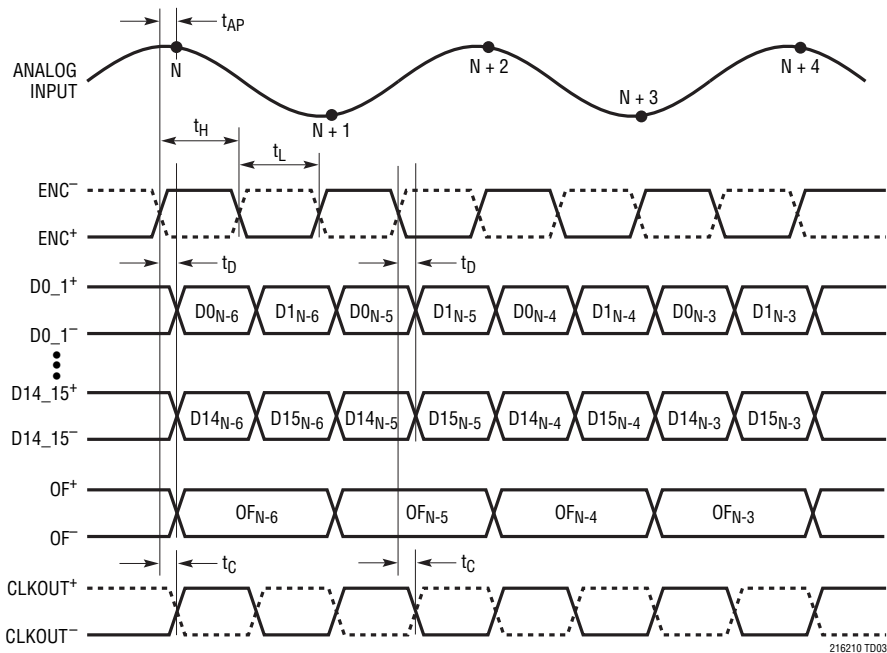 t_AP
ANALOG INPUT
N
N + 1
N + 2
N + 3
N + 4
t_H
t_L
ENC⁻
ENC⁺
t_D
t_D
D0_1⁺
D0_1⁻
D0_N-6 D1_N-6 D0_N-5 D1_N-5 D0_N-4 D1_N-4 D0_N-3 D1_N-3
D14_15⁺
D14_15⁻
D14_N-6 D15_N-6 D14_N-5 D15_N-5 D14_N-4 D15_N-4 D14_N-3 D15_N-3
OF⁺
OF⁻
OF_N-6 OF_N-5 OF_N-4 OF_N-3
t_C
t_C
CLKOUT⁺
CLKOUT⁻
216210 TD03